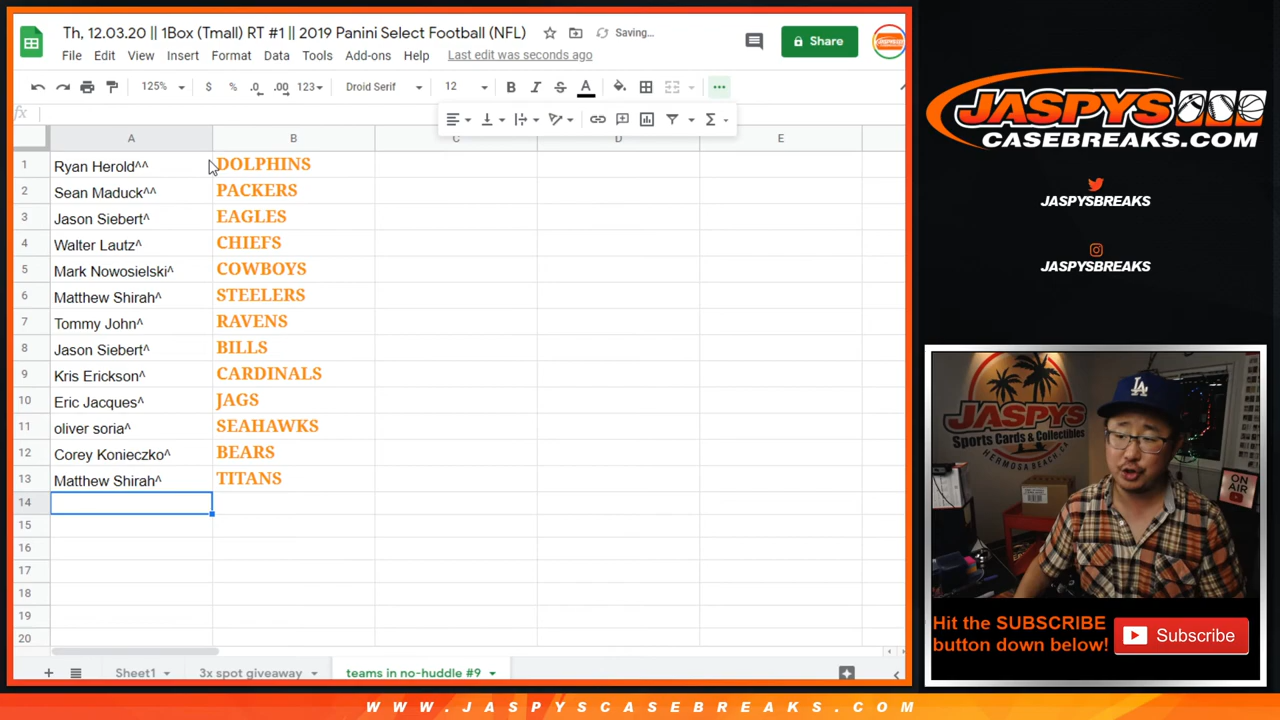 Th, 12.03.20 || 1Box (Tmall) RT #1 || 2019 Panini Select Football (NFL)
Saving...
Share
File Edit View Insert Format Data Tools Add-ons Help Last edit was seconds ago
125% $ % .0 .00 123 Droid Serif 12 B I S A
fx
A B C D E
1 Ryan Herold^^ DOLPHINS
2 Sean Maduck^^ PACKERS
3 Jason Siebert^ EAGLES
4 Walter Lautz^ CHIEFS
5 Mark Nowosielski^ COWBOYS
6 Matthew Shirah^ STEELERS
7 Tommy John^ RAVENS
8 Jason Siebert^ BILLS
9 Kris Erickson^ CARDINALS
10 Eric Jacques^ JAGS
11 oliver soria^ SEAHAWKS
12 Corey Konieczko^ BEARS
13 Matthew Shirah^ TITANS
14
15
16
17
18
19
20
Sheet1 3x spot giveaway teams in no-huddle #9
JASPYS
CASEBREAKS.COM
JASPYSBREAKS
JASPYSBREAKS
JASPYS
Sports Cards & Collectibles
HERMOSA BEACH, CA
LA
ON AIR
Hit the SUBSCRIBE
button down below!
Subscribe
WWW.JASPYSCASEBREAKS.COM